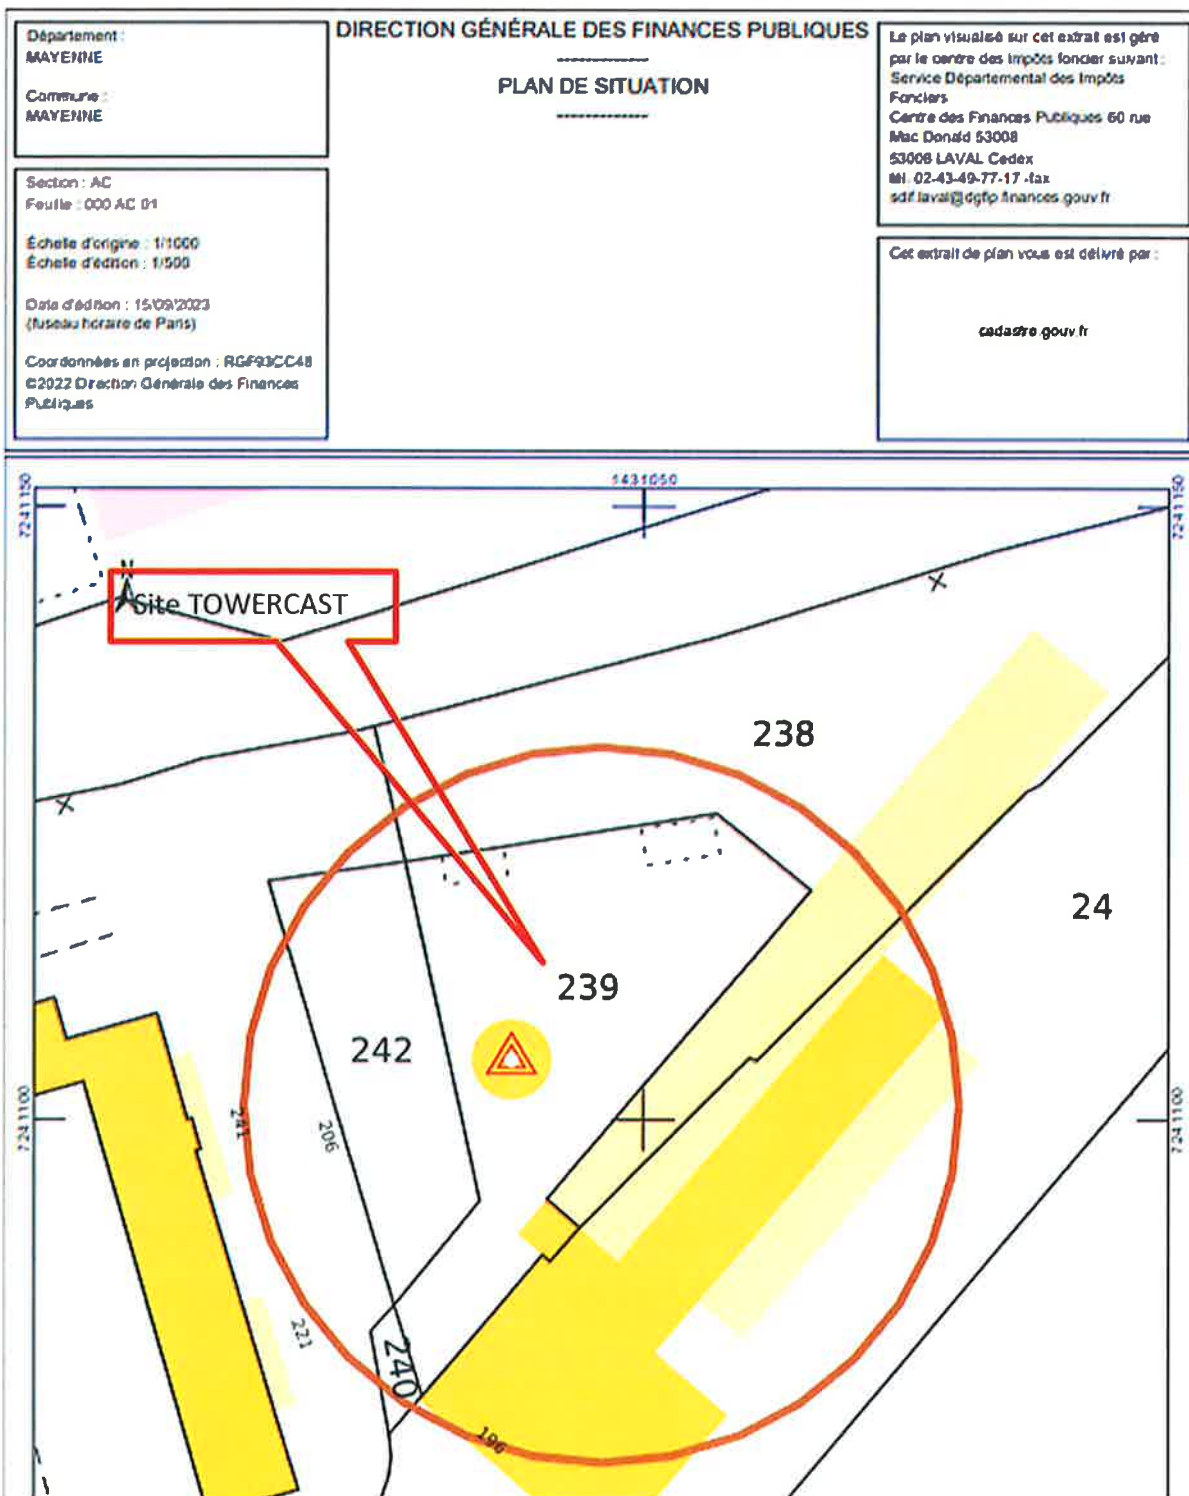 DIRECTION GÉNÉRALE DES FINANCES PUBLIQUES
PLAN DE SITUATION
Département :
MAYENNE
Commune :
MAYENNE
Section : AC
Feuille : 000 AC 01
Échelle d'origine : 1/1000
Échelle d'édition : 1/500
Date d'édition : 15/09/2023
(fuseau horaire de Paris)
Coordonnées en projection : RGF93CC48
©2022 Direction Générale des Finances
Publiques
Le plan visualisé sur cet extrait est géré
par le centre des impôts foncier suivant :
Service Départemental des Impôts
Fonciers
Centre des Finances Publiques 60 rue
Mac Donald 53008
53008 LAVAL Cedex
tél. 02-43-49-77-17 -fax
sdif.laval@dgfip.finances.gouv.fr
Cet extrait de plan vous est délivré par :
cadastre.gouv.fr
1431050
7241150
7241150
N
Site TOWERCAST
238
24
239
242
7241100
7241100
241
206
221
240
196